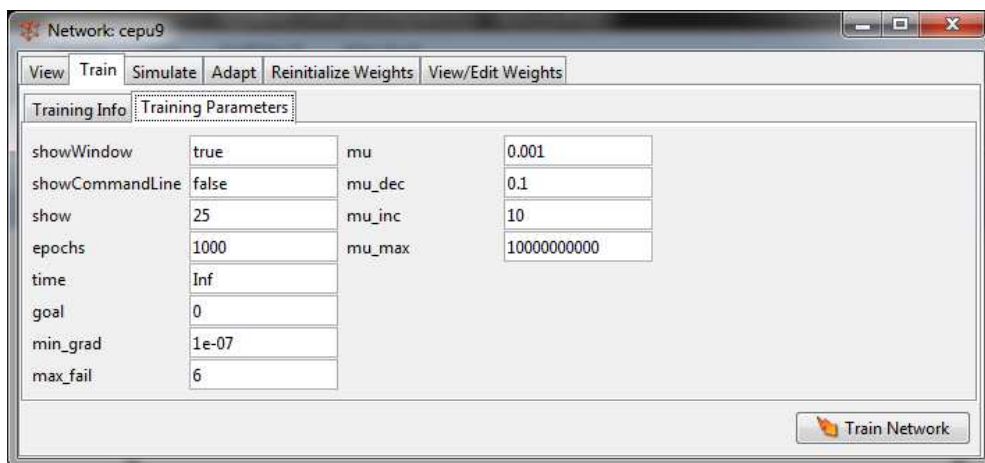 Network: cepu9
View Train Simulate Adapt Reinitialize Weights View/Edit Weights
Training Info Training Parameters
showWindow true mu 0.001
showCommandLine false mu_dec 0.1
show 25 mu_inc 10
epochs 1000 mu_max 10000000000
time Inf
goal 0
min_grad 1e-07
max_fail 6
Train Network